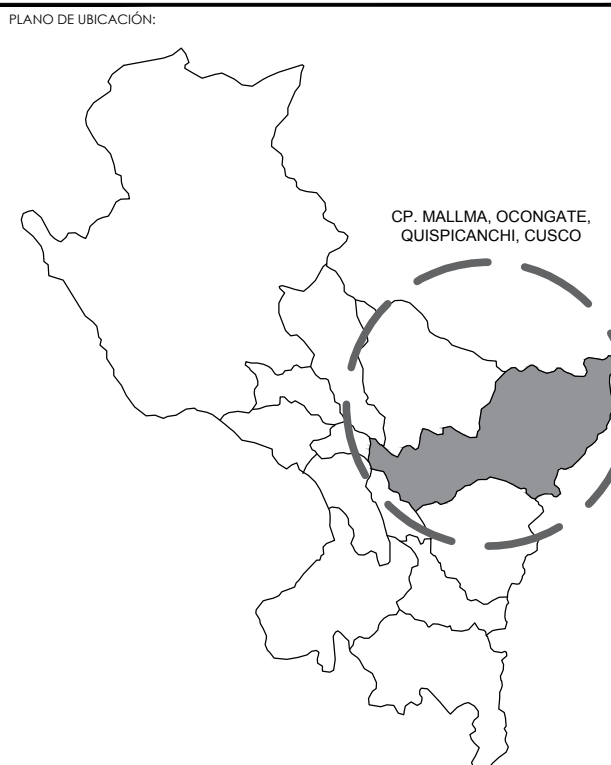 PLANO DE UBICACIÓN:
CP. MALLMA, OCONGATE,
QUISPICANCHI, CUSCO